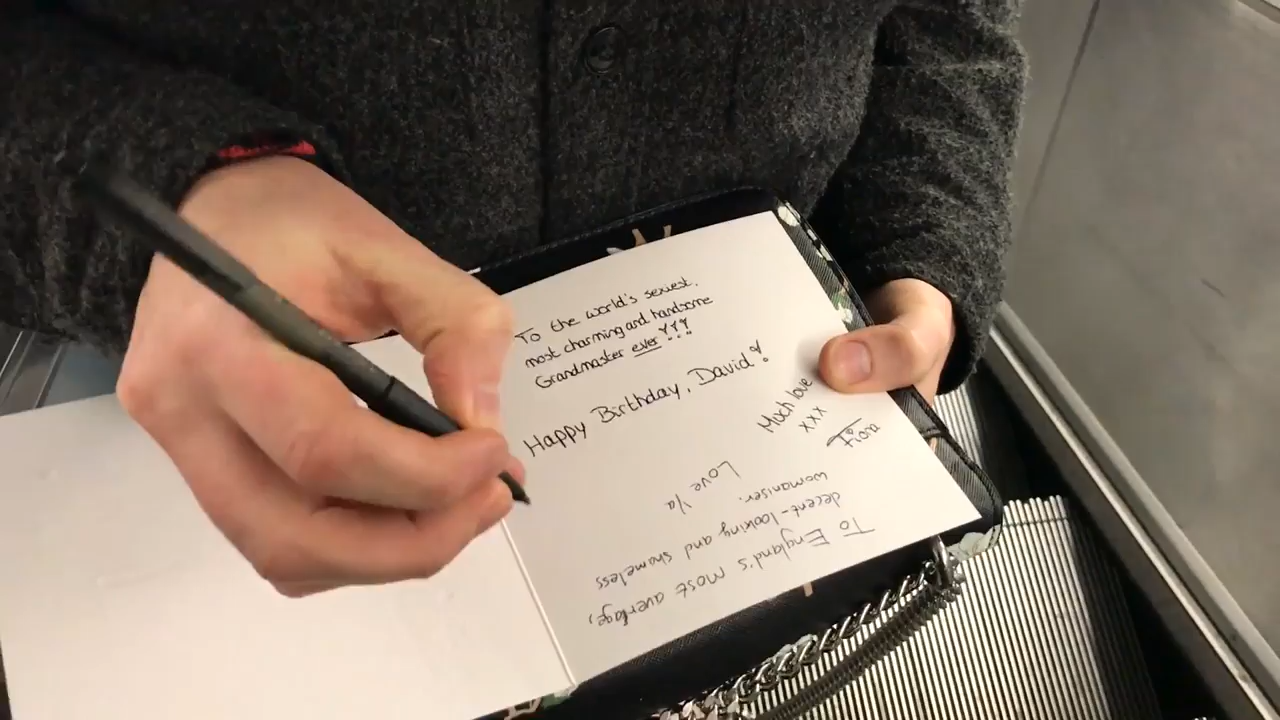 To the world's sexiest,
most charming and handsome
Grandmaster ever !!!
Happy Birthday, David!
Much love
xxx
Fiona
To England's most average,
decent-looking and shameless
womaniser.
Love Ya